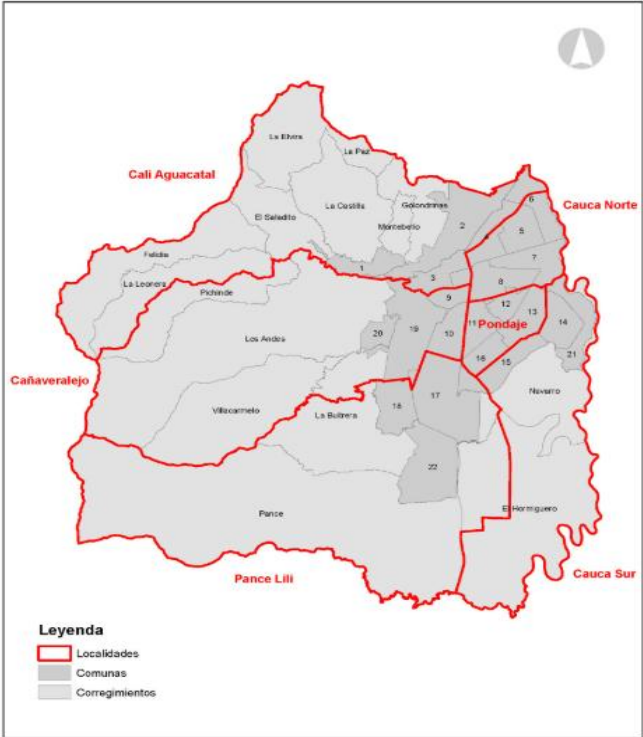 La Elvira
La Paz
Cali Aguacatal
La Castilla
Golondrinas
6
Cauca Norte
El Saladito
2
4
5
Montebello
Felidia
7
1
3
8
La Leonera
Pichinde
9
12
13
11
Pondaje
14
Los Andes
19
10
20
16
15
21
Cañaveralejo
Navarro
17
Villacarmelo
La Buitrera
18
22
Pance
El Hormiguero
Pance Lili
Cauca Sur
Leyenda
Localidades
Comunas
Corregimientos